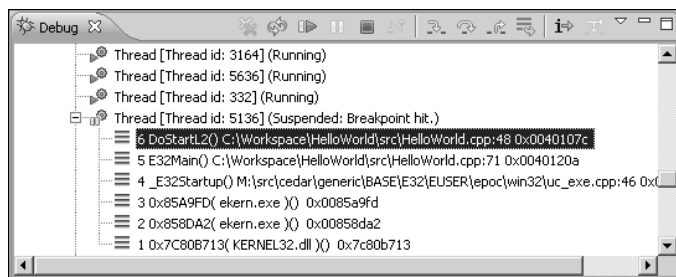 Debug
Thread [Thread id: 3164] (Running)
Thread [Thread id: 5636] (Running)
Thread [Thread id: 332] (Running)
Thread [Thread id: 5136] (Suspended: Breakpoint hit.)
6 DoStartL2() C:\Workspace\HelloWorld\src\HelloWorld.cpp:48 0x0040107c
5 E32Main() C:\Workspace\HelloWorld\src\HelloWorld.cpp:71 0x0040120a
4 _E32Startup() M:\src\cedar\generic\BASE\E32\EUSER\epoc\win32\uc_exe.cpp:46 0x0
3 0x85A9FD( ekern.exe )() 0x0085a9fd
2 0x858DA2( ekern.exe )() 0x00858da2
1 0x7C80B713( KERNEL32.dll )() 0x7c80b713